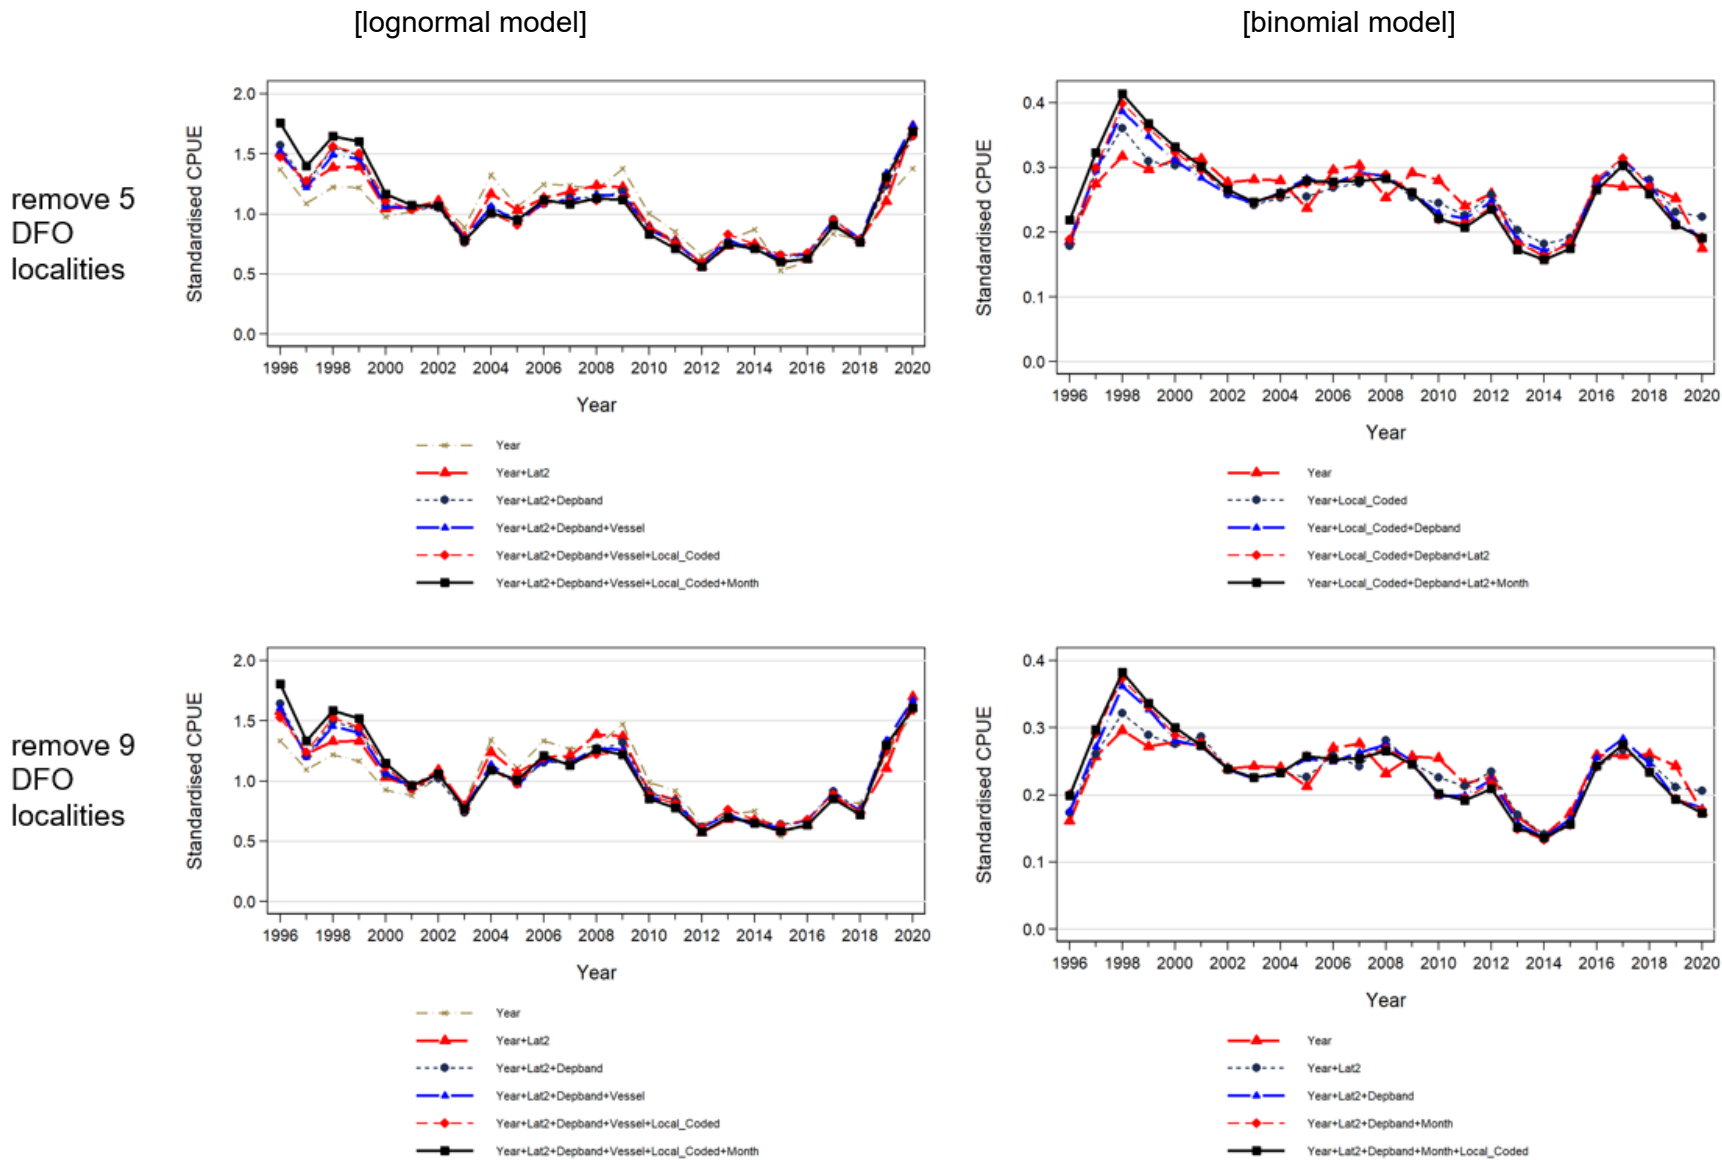 [lognormal model]
[binomial model]
remove 5
DFO
localities
Standardised CPUE
2.0
1.5
1.0
0.5
0.0
1996 1998 2000 2002 2004 2006 2008 2010 2012 2014 2016 2018 2020
Year
Year
Year+Lat2
Year+Lat2+Depband
Year+Lat2+Depband+Vessel
Year+Lat2+Depband+Vessel+Local_Coded
Year+Lat2+Depband+Vessel+Local_Coded+Month
Standardised CPUE
0.4
0.3
0.2
0.1
0.0
1996 1998 2000 2002 2004 2006 2008 2010 2012 2014 2016 2018 2020
Year
Year
Year+Local_Coded
Year+Local_Coded+Depband
Year+Local_Coded+Depband+Lat2
Year+Local_Coded+Depband+Lat2+Month
remove 9
DFO
localities
Standardised CPUE
2.0
1.5
1.0
0.5
0.0
1996 1998 2000 2002 2004 2006 2008 2010 2012 2014 2016 2018 2020
Year
Year
Year+Lat2
Year+Lat2+Depband
Year+Lat2+Depband+Vessel
Year+Lat2+Depband+Vessel+Local_Coded
Year+Lat2+Depband+Vessel+Local_Coded+Month
Standardised CPUE
0.4
0.3
0.2
0.1
0.0
1996 1998 2000 2002 2004 2006 2008 2010 2012 2014 2016 2018 2020
Year
Year
Year+Lat2
Year+Lat2+Depband
Year+Lat2+Depband+Month
Year+Lat2+Depband+Month+Local_Coded